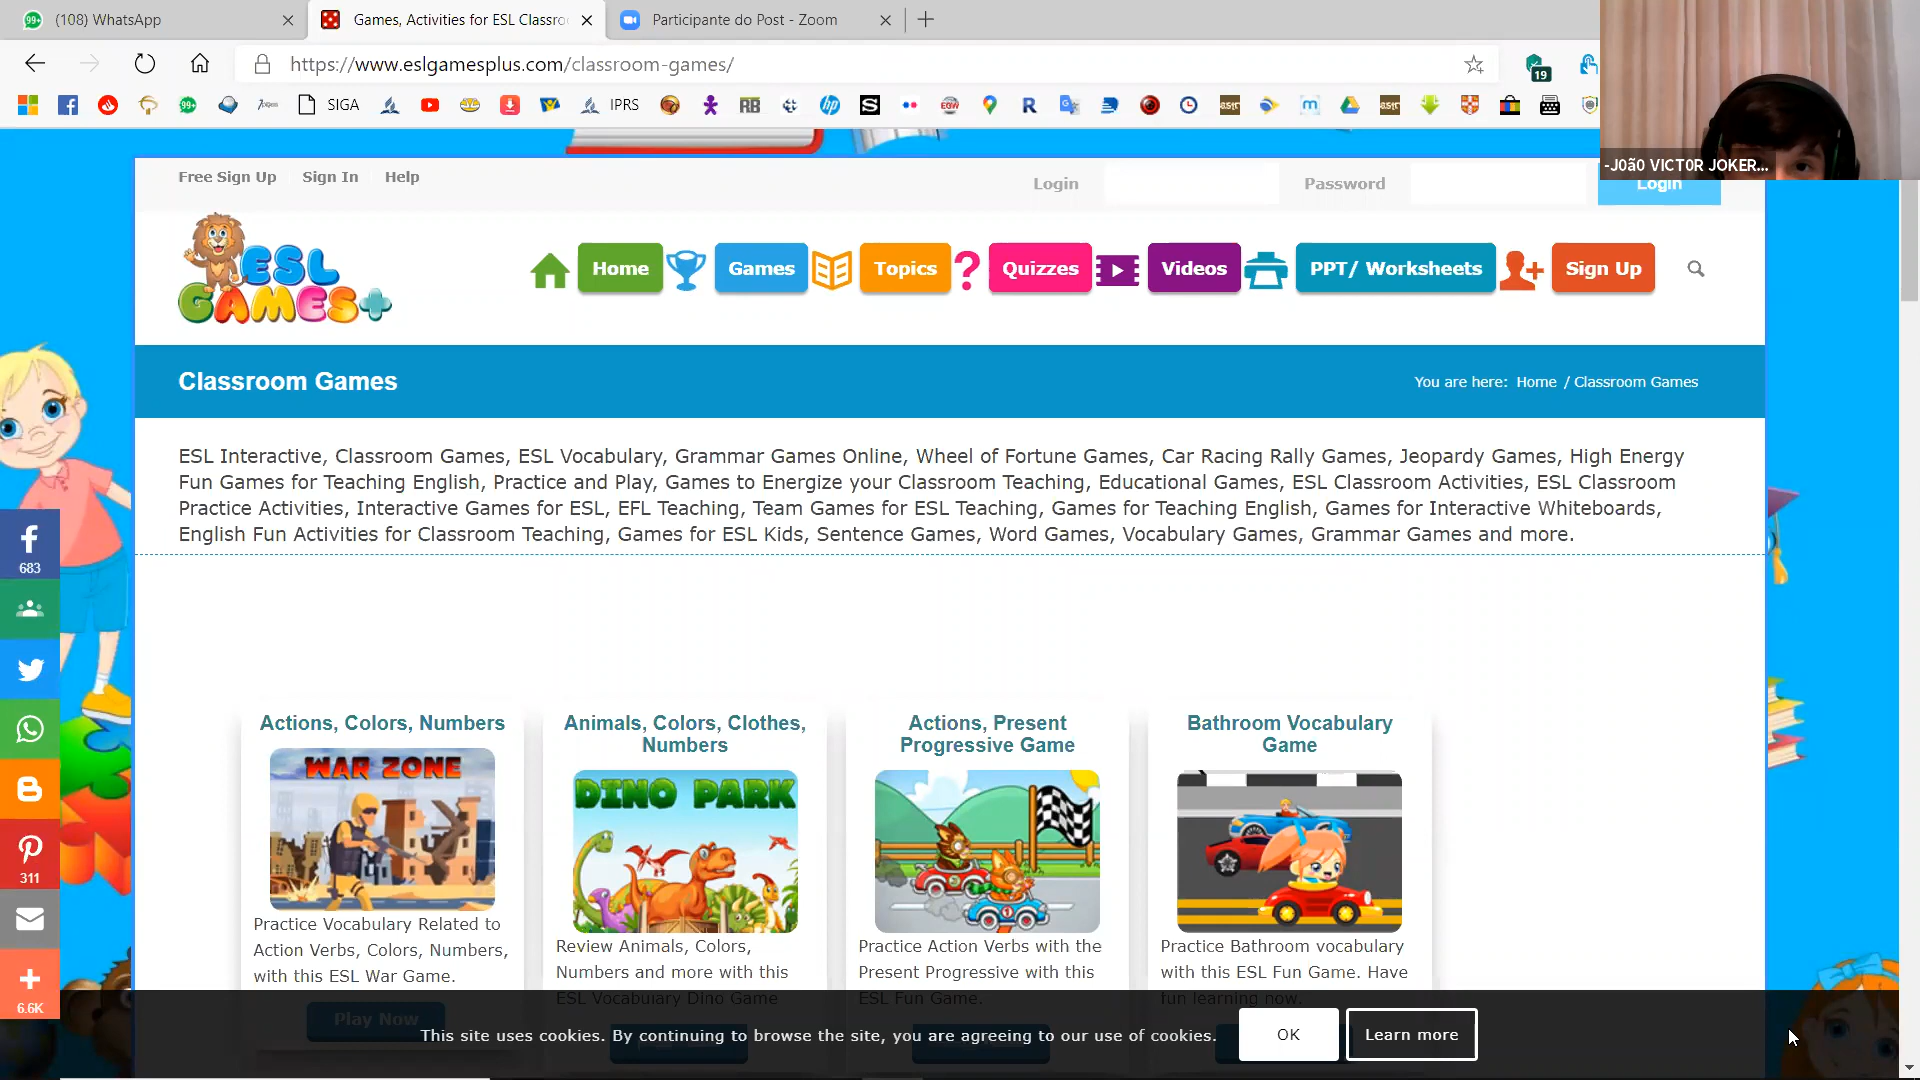 (108) WhatsApp
Games, Activities for ESL Classro
Participante do Post - Zoom
https://www.eslgamesplus.com/classroom-games/
19
99+
SIGA
IPRS
RB
hp
S
EGW
R
m
-J0ã0 VICT0R JOKER...
Free Sign Up
Sign In
Help
Login
Password
Login
ESL
GAMES+
Home
Games
Topics
Quizzes
Videos
PPT/ Worksheets
Sign Up
Classroom Games
You are here: Home / Classroom Games
ESL Interactive, Classroom Games, ESL Vocabulary, Grammar Games Online, Wheel of Fortune Games, Car Racing Rally Games, Jeopardy Games, High Energy
Fun Games for Teaching English, Practice and Play, Games to Energize your Classroom Teaching, Educational Games, ESL Classroom Activities, ESL Classroom
Practice Activities, Interactive Games for ESL, EFL Teaching, Team Games for ESL Teaching, Games for Teaching English, Games for Interactive Whiteboards,
English Fun Activities for Classroom Teaching, Games for ESL Kids, Sentence Games, Word Games, Vocabulary Games, Grammar Games and more.
683
311
6.6K
Actions, Colors, Numbers
WAR ZONE
Practice Vocabulary Related to
Action Verbs, Colors, Numbers,
with this ESL War Game.
Play Now
Animals, Colors, Clothes,
Numbers
DINO PARK
Review Animals, Colors,
Numbers and more with this
ESL Vocabulary Dino Game
Actions, Present
Progressive Game
Practice Action Verbs with the
Present Progressive with this
ESL Fun Game.
Bathroom Vocabulary
Game
Practice Bathroom vocabulary
with this ESL Fun Game. Have
fun learning now.
This site uses cookies. By continuing to browse the site, you are agreeing to our use of cookies.
OK
Learn more